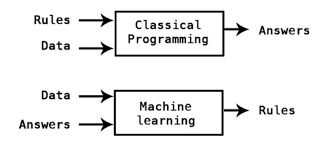 Rules
Classical
Programming
Answers
Data
Data
Machine
learning
Rules
Answers